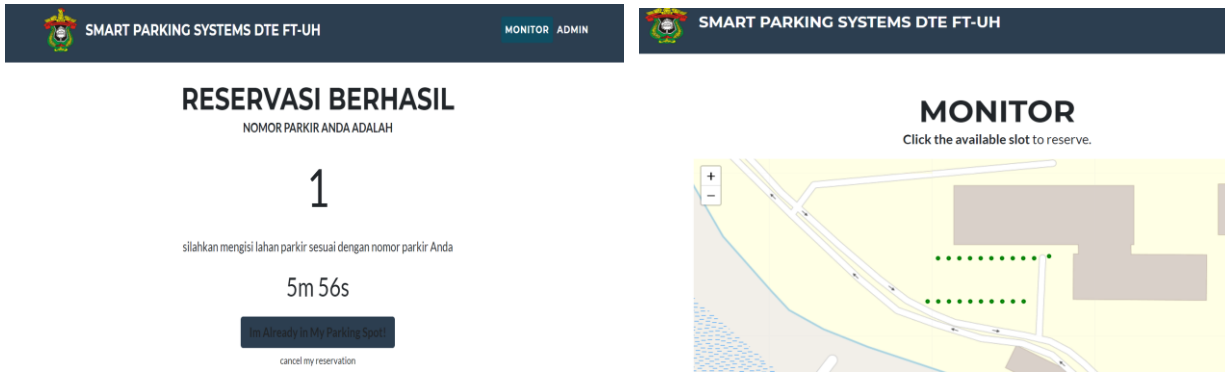 SMART PARKING SYSTEMS DTE FT-UH
MONITOR ADMIN
RESERVASI BERHASIL
NOMOR PARKIR ANDA ADALAH
1
silahkan mengisi lahan parkir sesuai dengan nomor parkir Anda
5m 56s
Im Already in My Parking Spot!
cancel my reservation
SMART PARKING SYSTEMS DTE FT-UH
MONITOR
Click the available slot to reserve.
+
−